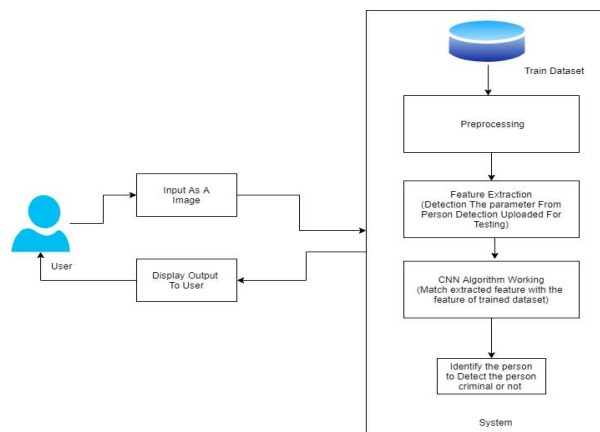 Train Dataset
Preprocessing
Input As A
Image
Feature Extraction
(Detection The parameter From
Person Detection Uploaded For
Testing)
User
Display Output
To User
CNN Algorithm Working
(Match extracted feature with the
feature of trained dataset)
Identify the person
to Detect the person
criminal or not
System